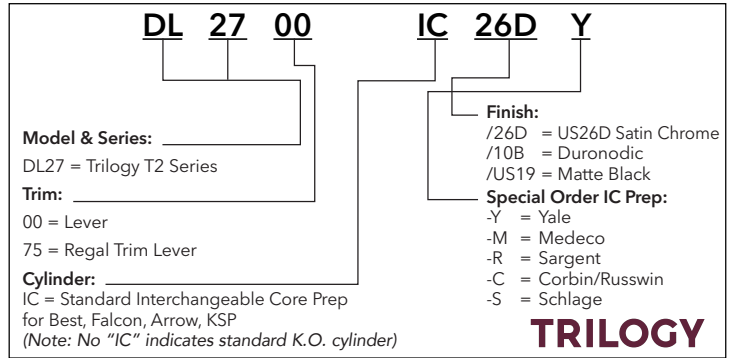 DL 27 00 IC 26D Y
Model & Series:
DL27 = Trilogy T2 Series
Trim:
00 = Lever
75 = Regal Trim Lever
Cylinder:
IC = Standard Interchangeable Core Prep
for Best, Falcon, Arrow, KSP
(Note: No "IC" indicates standard K.O. cylinder)
Finish:
/26D = US26D Satin Chrome
/10B = Duronodic
/US19 = Matte Black
Special Order IC Prep:
-Y = Yale
-M = Medeco
-R = Sargent
-C = Corbin/Russwin
-S = Schlage
TRILOGY